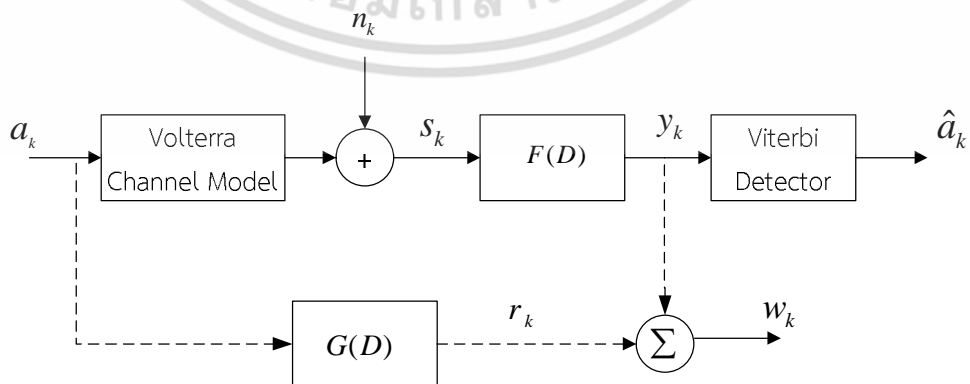 n_k
a_k
Volterra
Channel Model
+
s_k
F(D)
y_k
Viterbi
Detector
â_k
G(D)
r_k
Σ
w_k